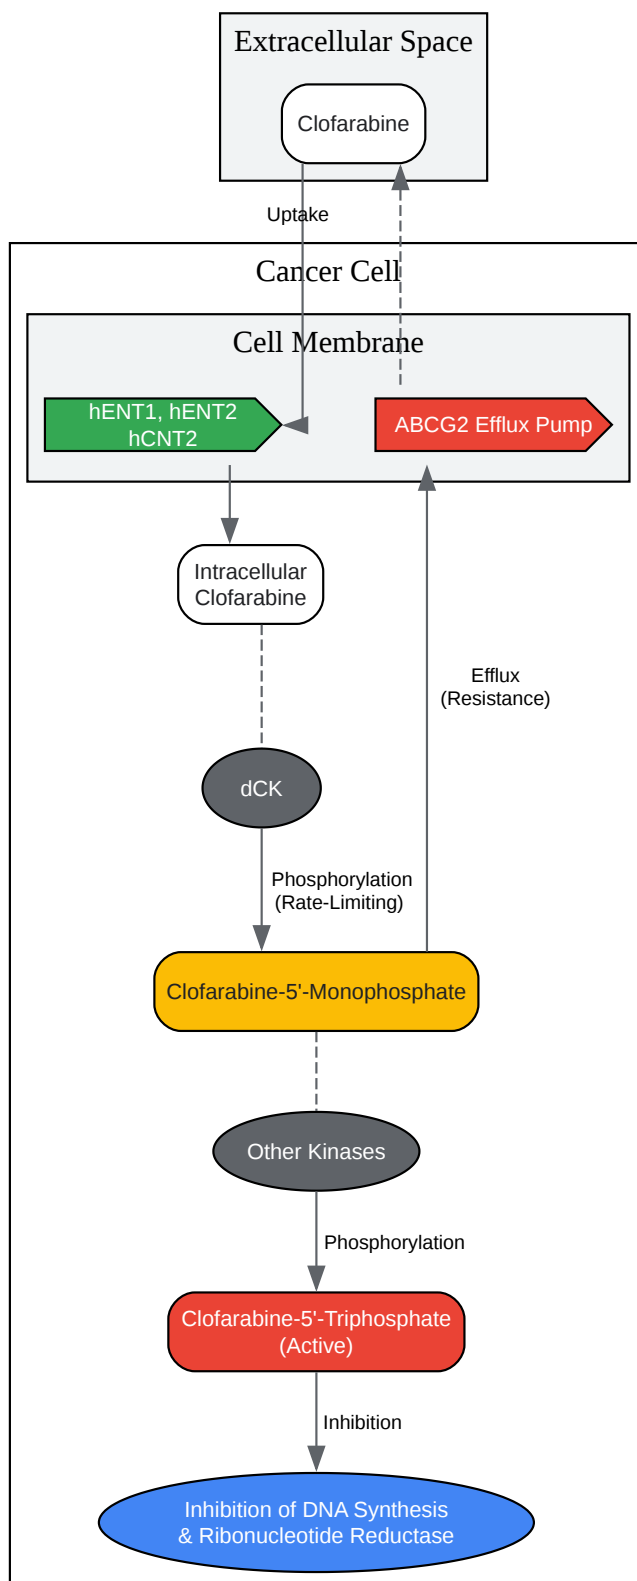 Extracellular Space
Clofarabine
Uptake
Cancer Cell
Cell Membrane
hENT1, hENT2
hCNT2
ABCG2 Efflux Pump
Intracellular
Clofarabine
Efflux
(Resistance)
dCK
Phosphorylation
(Rate-Limiting)
Clofarabine-5'-Monophosphate
Other Kinases
Phosphorylation
Clofarabine-5'-Triphosphate
(Active)
Inhibition
Inhibition of DNA Synthesis
& Ribonucleotide Reductase